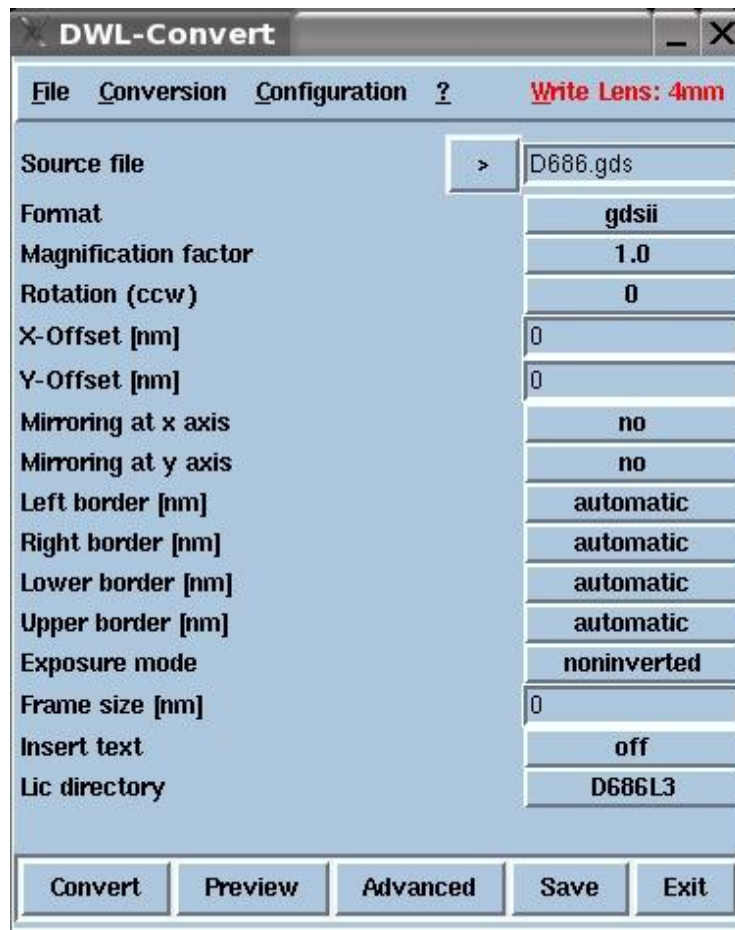 DWL-Convert
File Conversion Configuration ? Write Lens: 4mm
Source file > D686.gds
Format gdsii
Magnification factor 1.0
Rotation (ccw) 0
X-Offset [nm] 0
Y-Offset [nm] 0
Mirroring at x axis no
Mirroring at y axis no
Left border [nm] automatic
Right border [nm] automatic
Lower border [nm] automatic
Upper border [nm] automatic
Exposure mode noninverted
Frame size [nm] 0
Insert text off
Lic directory D686L3
Convert Preview Advanced Save Exit